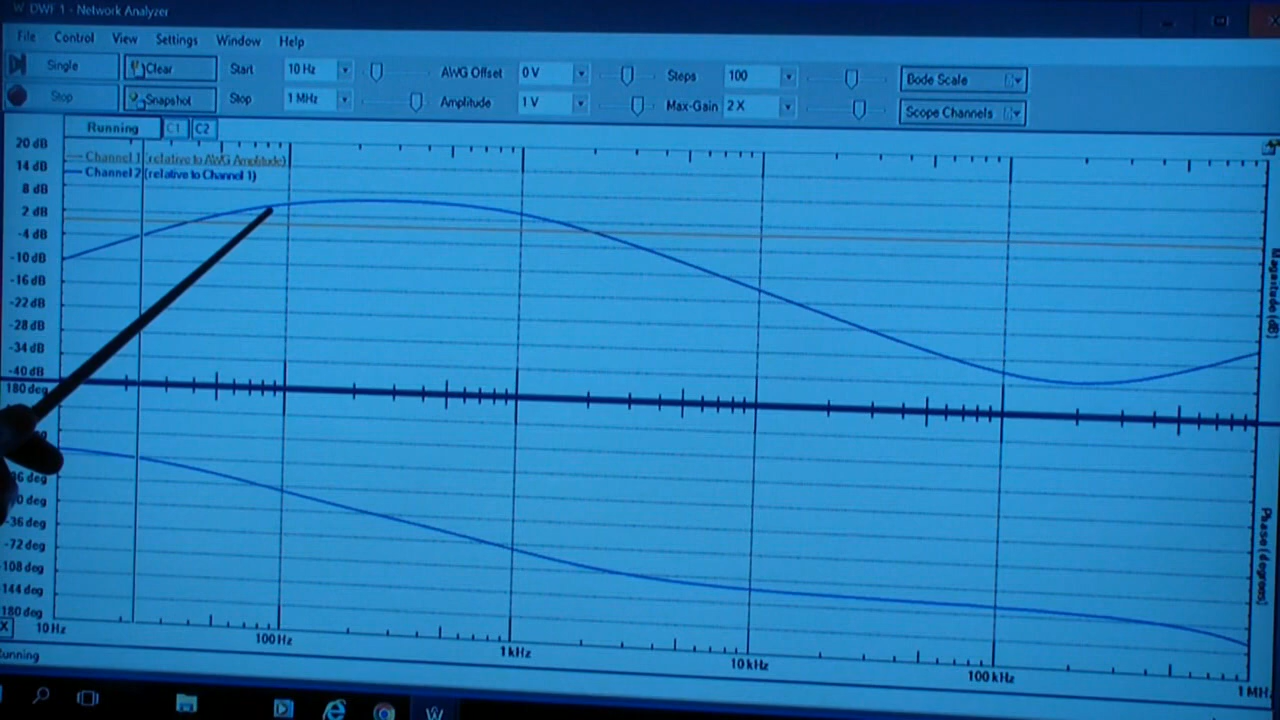 W DWF 1 - Network Analyzer
File Control View Settings Window Help
Single Clear Start 10 Hz AWG Offset 0 V Steps 100 Bode Scale
Stop Snapshot Stop 1 MHz Amplitude 1 V Max-Gain 2 X Scope Channels
Running C1 C2
Channel 1 (relative to AWG Amplitude)
Channel 2 (relative to Channel 1)
20 dB
14 dB
8 dB
2 dB
-4 dB
-10 dB
-16 dB
-22 dB
-28 dB
-34 dB
-40 dB
Magnitude (dB)
180 deg
deg
-36 deg
-72 deg
-108 deg
-144 deg
180 deg
Phase (degrees)
X
10 Hz 100 Hz 1 kHz 10 kHz 100 kHz 1 MHz
Running